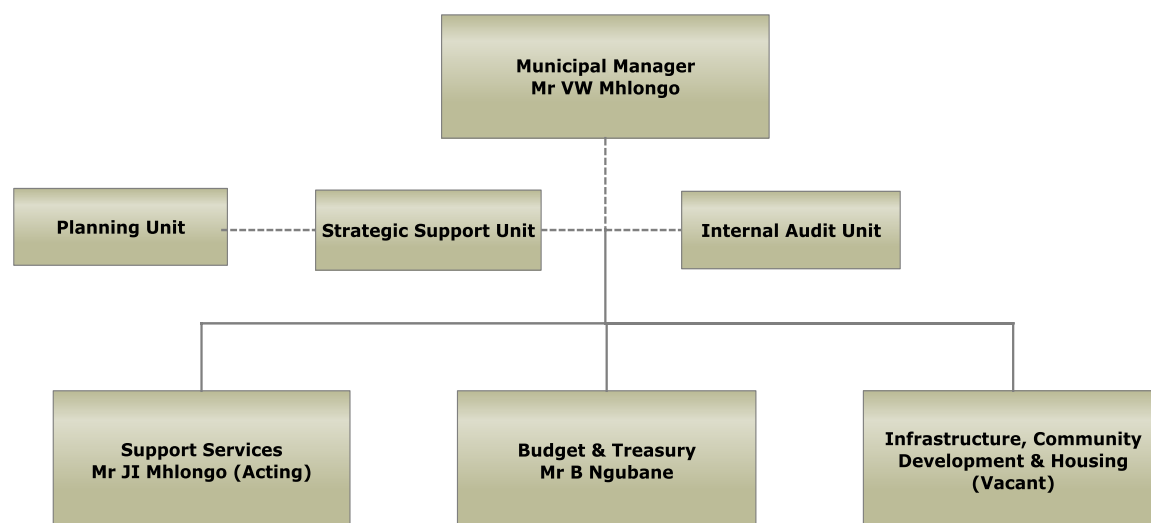 Municipal Manager
Mr VW Mhlongo
Planning Unit
Strategic Support Unit
Internal Audit Unit
Support Services
Mr JI Mhlongo (Acting)
Budget & Treasury
Mr B Ngubane
Infrastructure, Community
Development & Housing
(Vacant)